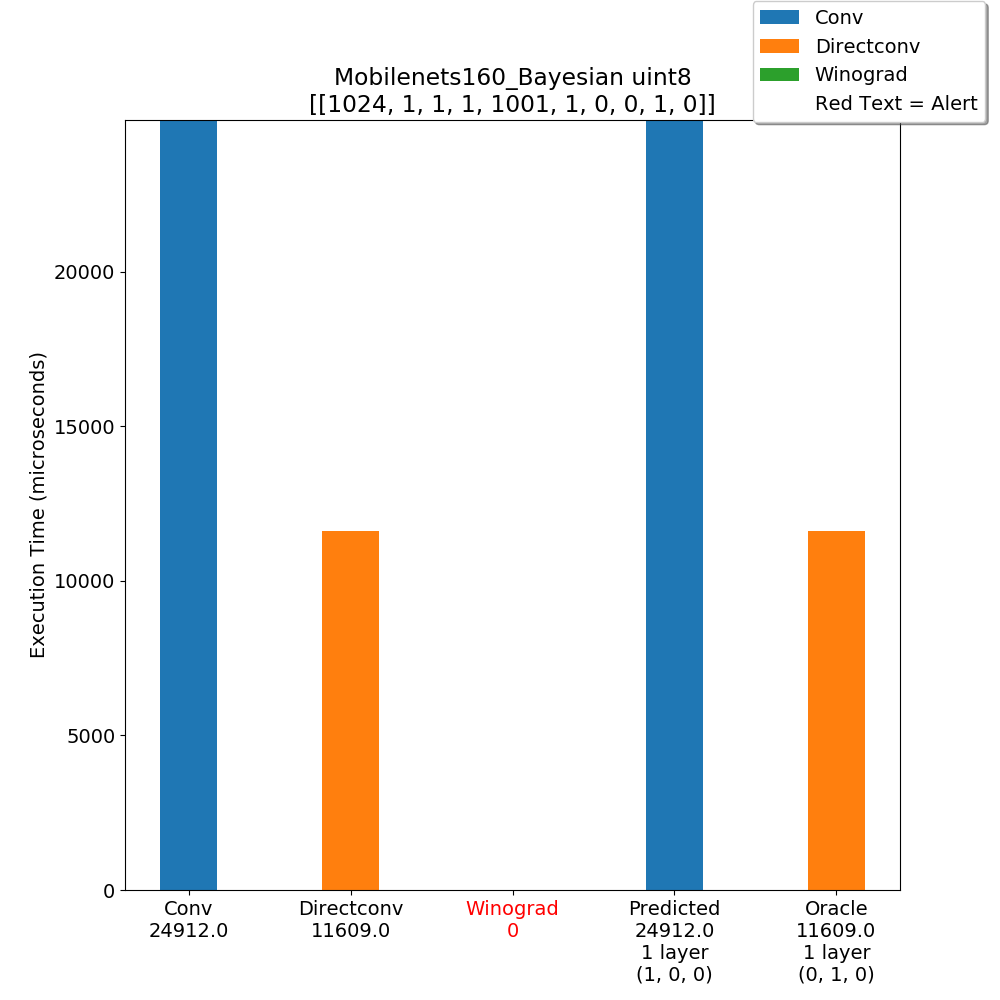 Conv
Directconv
Winograd
Red Text = Alert
Mobilenets160_Bayesian uint8
[[1024, 1, 1, 1, 1001, 1, 0, 0, 1, 0]]
Execution Time (microseconds)
20000
15000
10000
5000
0
Conv
24912.0
Directconv
11609.0
Winograd
0
Predicted
24912.0
1 layer
(1, 0, 0)
Oracle
11609.0
1 layer
(0, 1, 0)